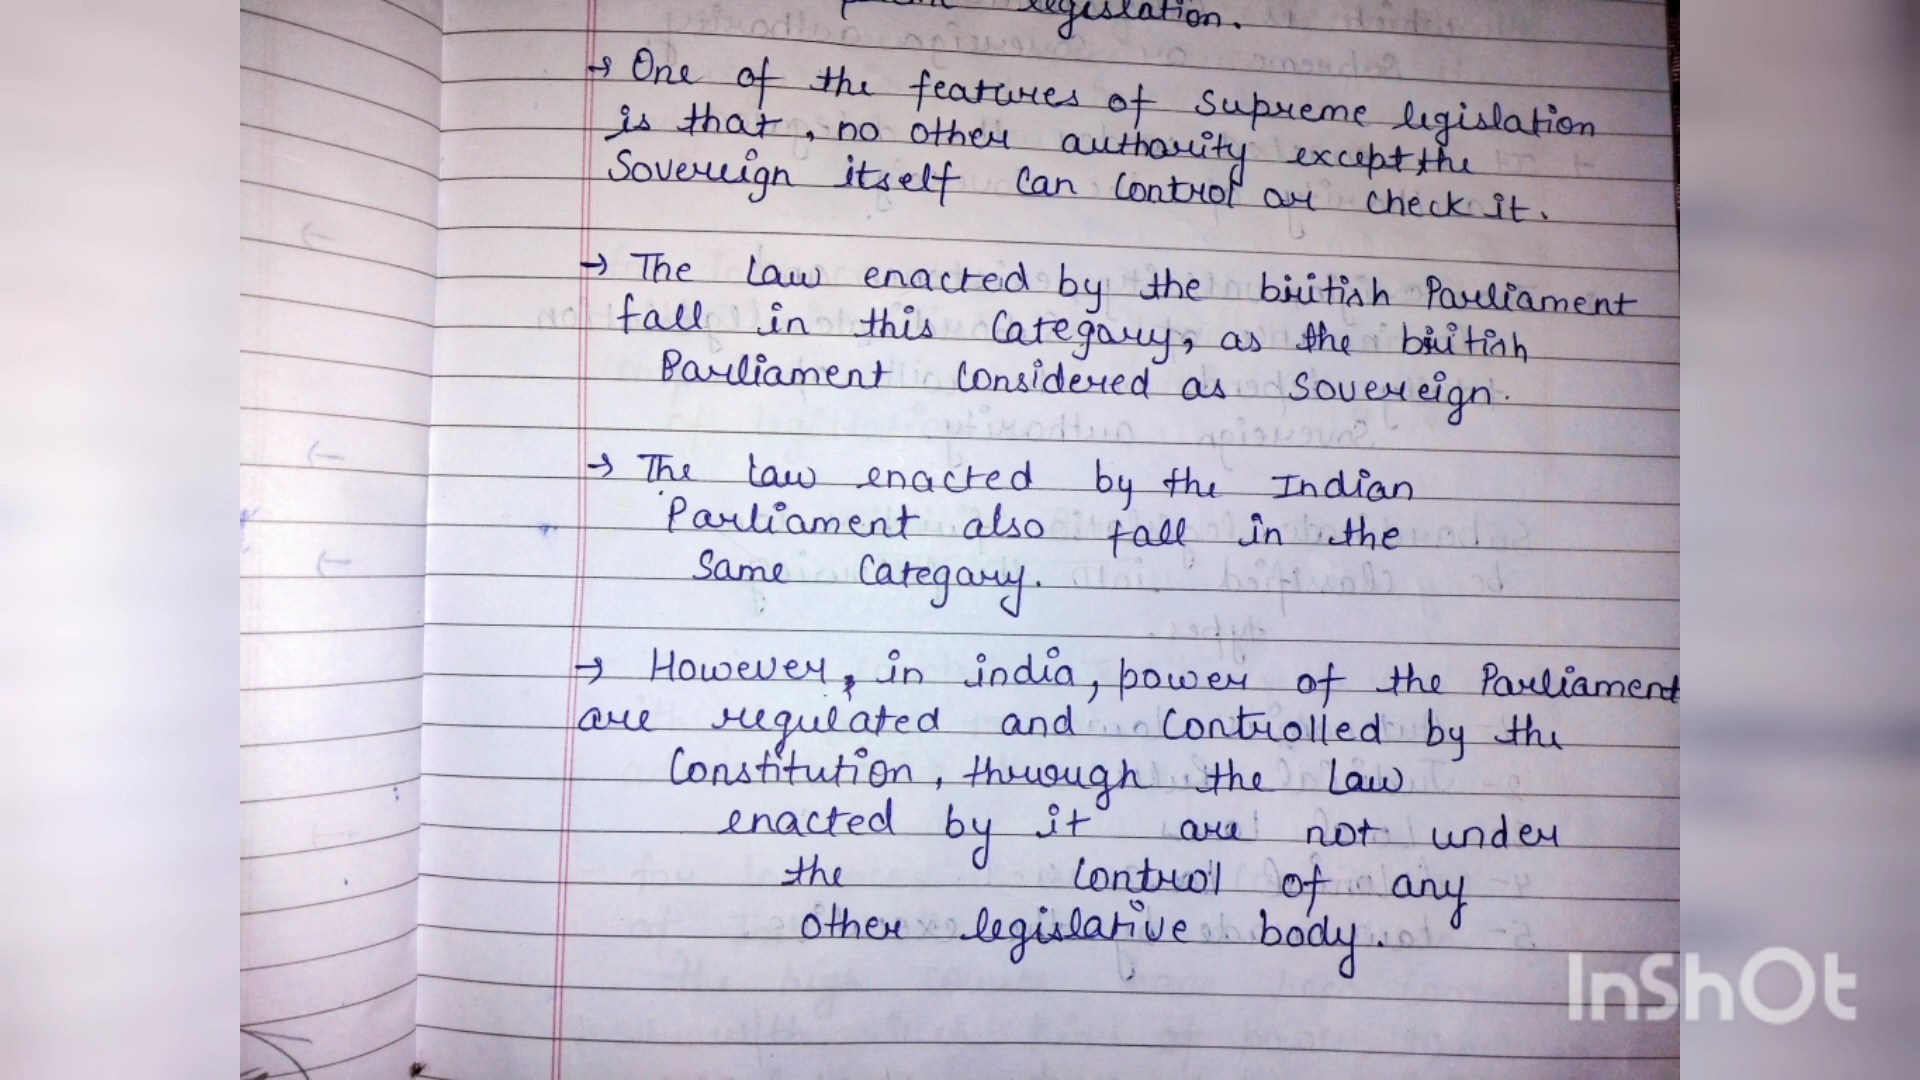 legislation.
→ One of the features of supreme legislation
is that, no other authority except the
Sovereign itself can control or check it.
→ The law enacted by the british Parliament
fall in this category, as the british
Parliament considered as sovereign.
→ The law enacted by the Indian
Parliament also fall in the
Same category.
→ However, in india, power of the Parliament
are regulated and controlled by the
Constitution, through the law
enacted by it are not under
the control of any
other legislative body.
InShOt